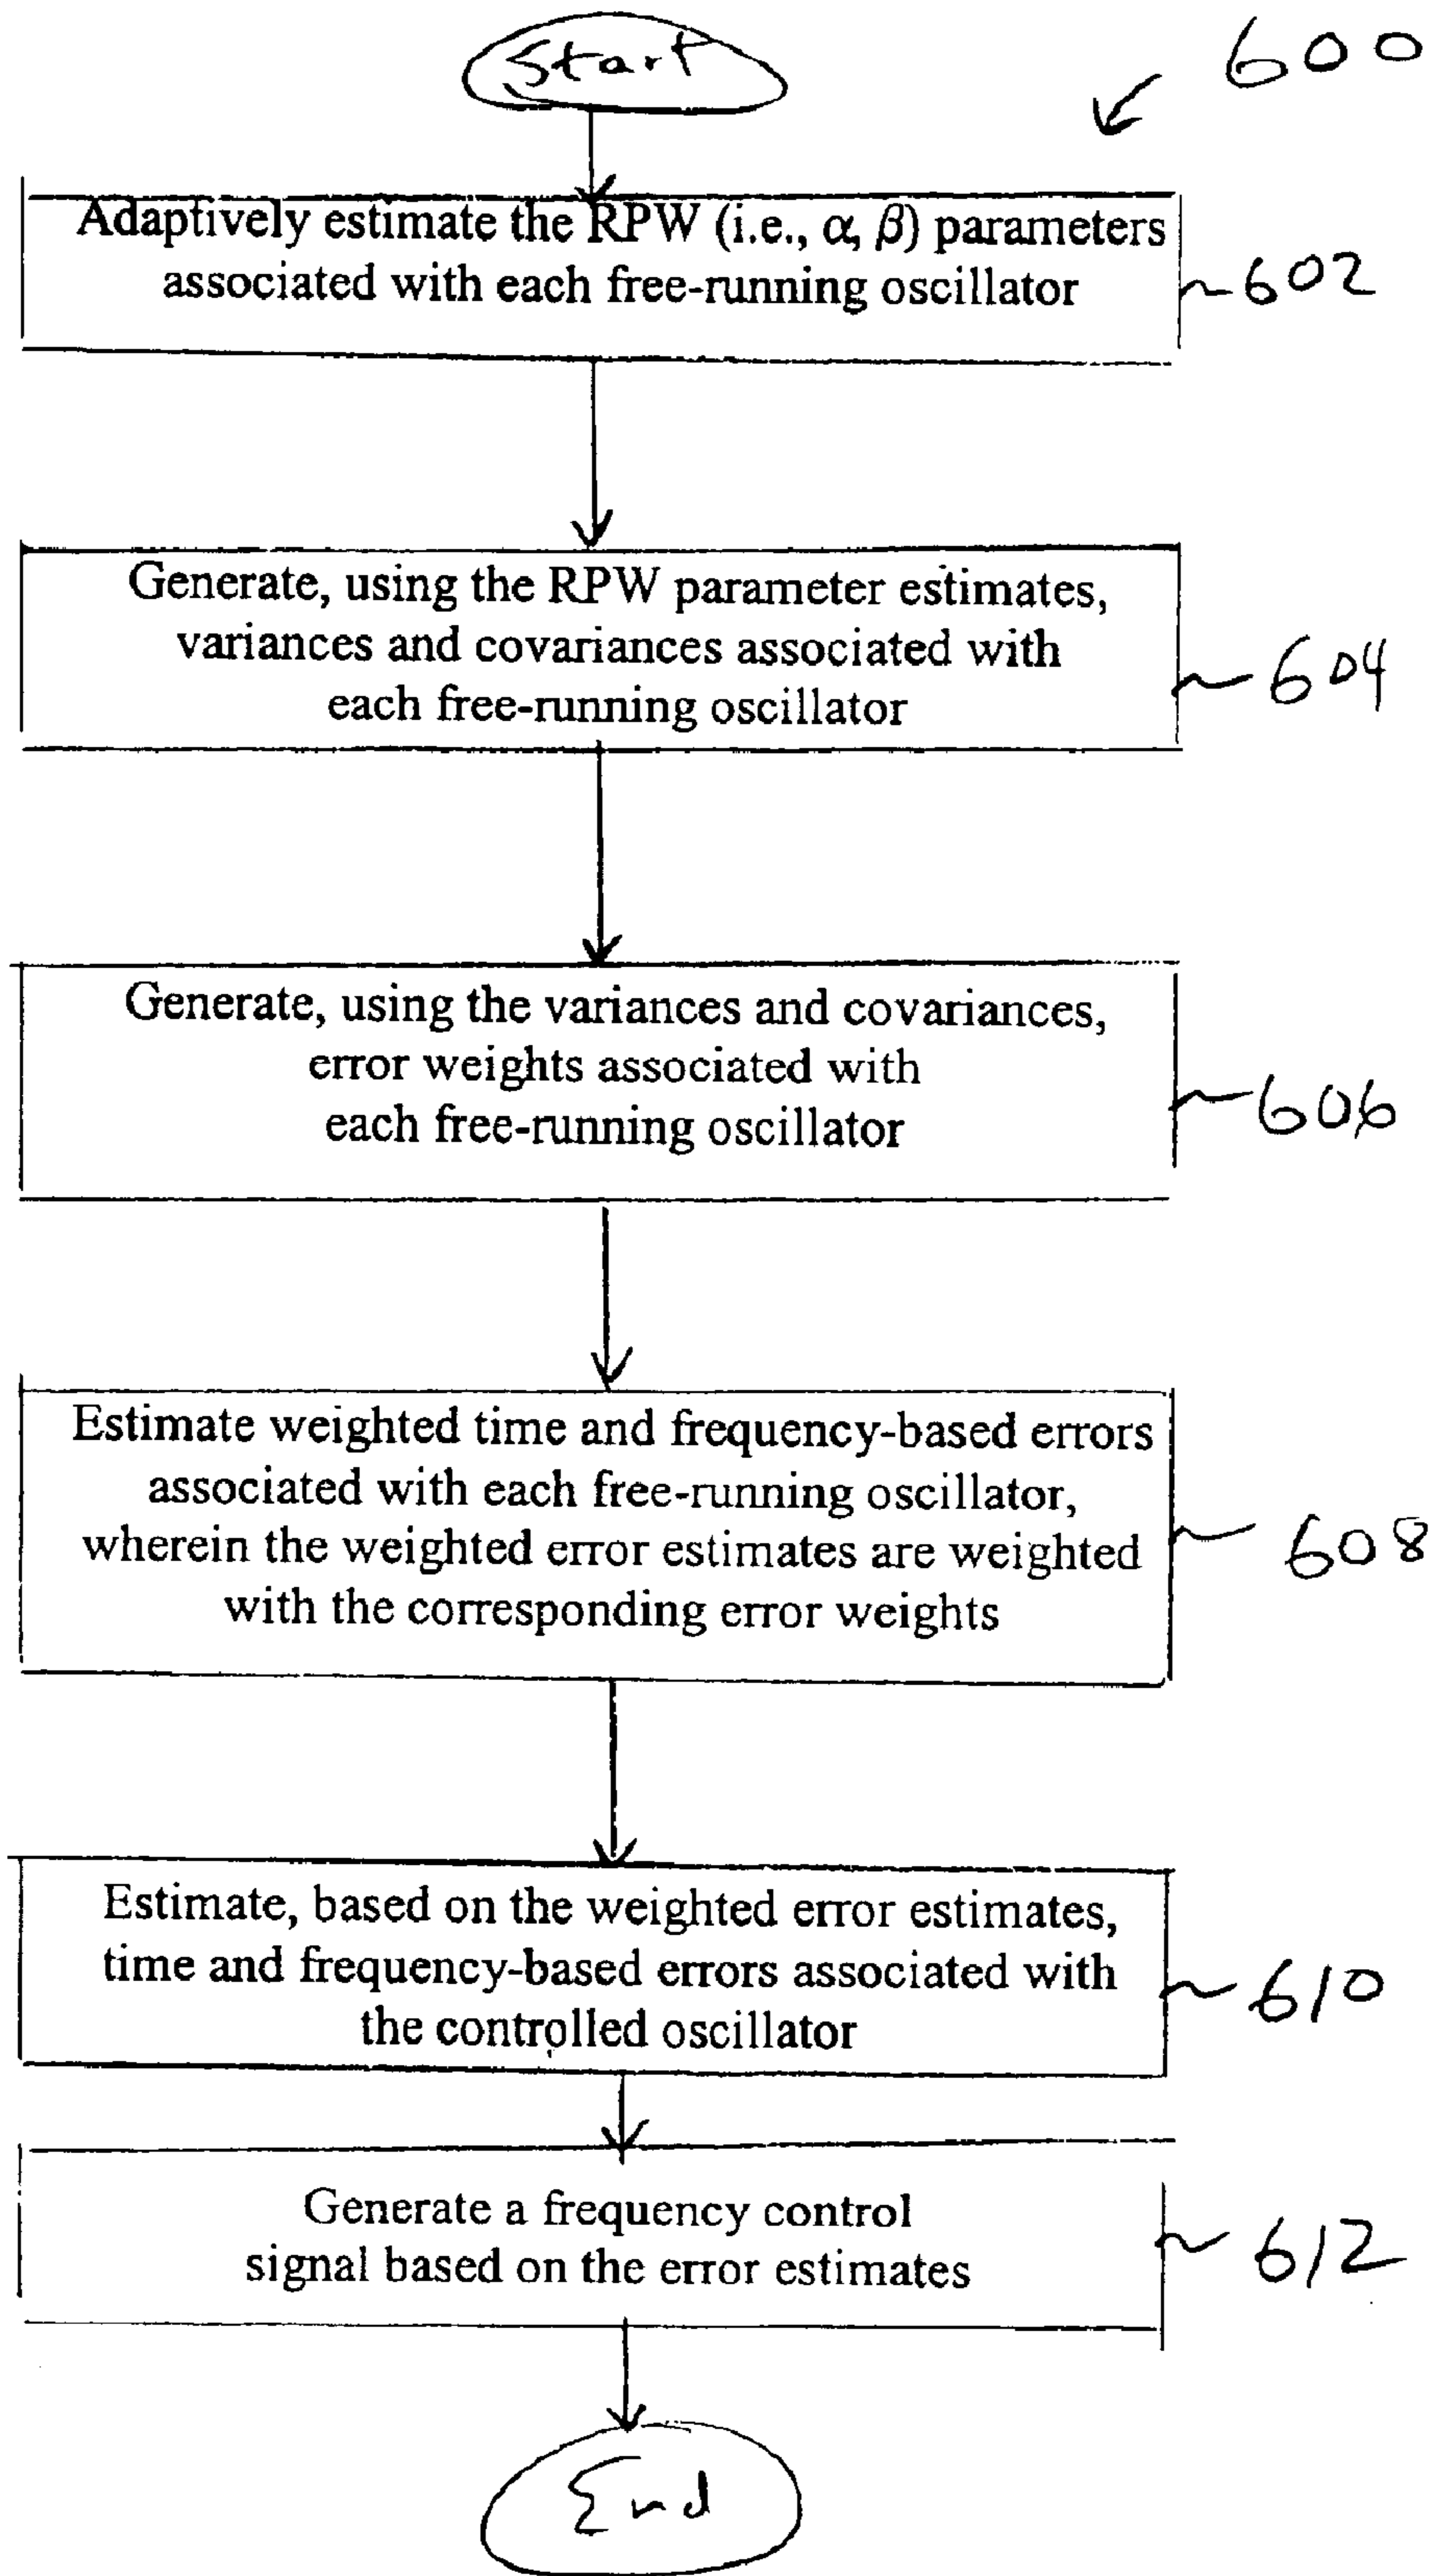 Start
600
Adaptively estimate the RPW (i.e., α, β) parameters
associated with each free-running oscillator
602
Generate, using the RPW parameter estimates,
variances and covariances associated with
each free-running oscillator
604
Generate, using the variances and covariances,
error weights associated with
each free-running oscillator
606
Estimate weighted time and frequency-based errors
associated with each free-running oscillator,
wherein the weighted error estimates are weighted
with the corresponding error weights
608
Estimate, based on the weighted error estimates,
time and frequency-based errors associated with
the controlled oscillator
610
Generate a frequency control
signal based on the error estimates
612
End